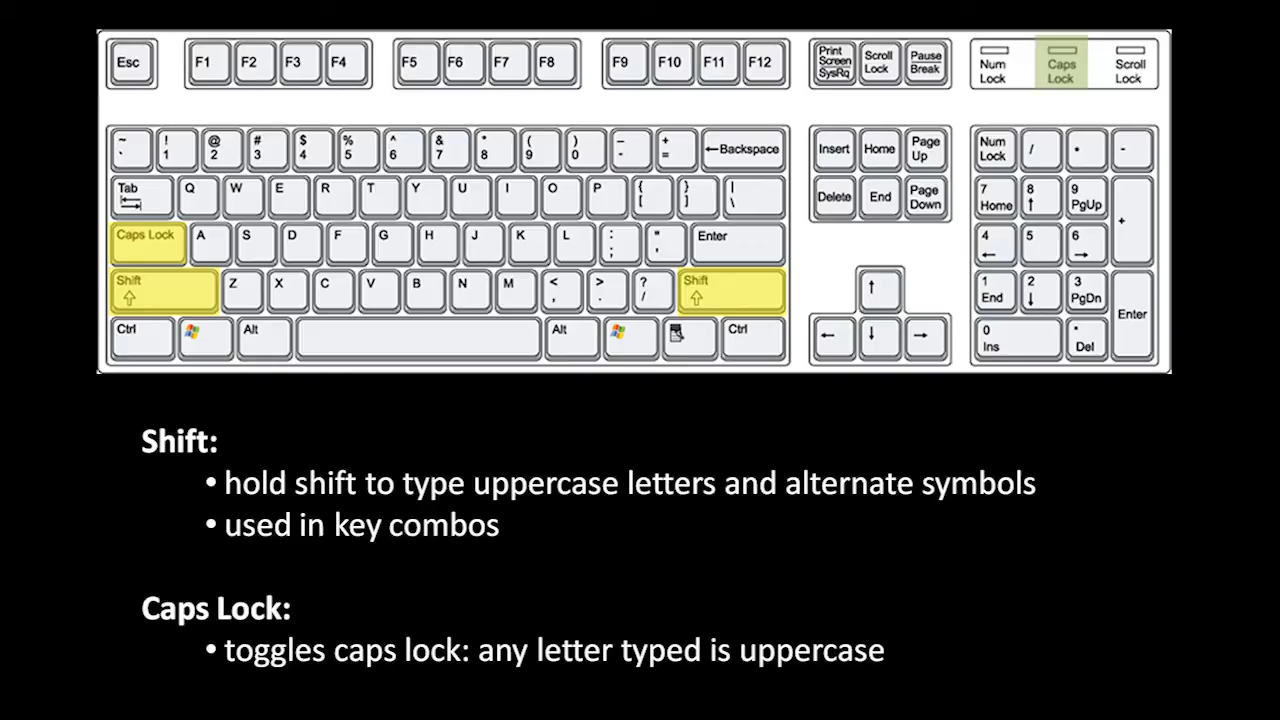 Esc F1 F2 F3 F4 F5 F6 F7 F8 F9 F10 F11 F12 Print Screen SysRq Scroll Lock Pause Break Num Lock Caps Lock Scroll Lock
~ ` ! 1 @ 2 # 3 $ 4 % 5 ^ 6 & 7 * 8 ( 9 ) 0 _ - + = ←Backspace Insert Home Page Up Num Lock / * -
Tab Q W E R T Y U I O P { [ } ] | \ Delete End Page Down 7 Home 8 ↑ 9 PgUp +
Caps Lock A S D F G H J K L : ; " ' Enter 4 ← 5 6 →
Shift ⇧ Z X C V B N M < , > . ? / Shift ⇧ ↑ 1 End 2 ↓ 3 PgDn Enter
Ctrl Alt Alt Ctrl ← ↓ → 0 Ins . Del
Shift:
• hold shift to type uppercase letters and alternate symbols
• used in key combos
Caps Lock:
• toggles caps lock: any letter typed is uppercase